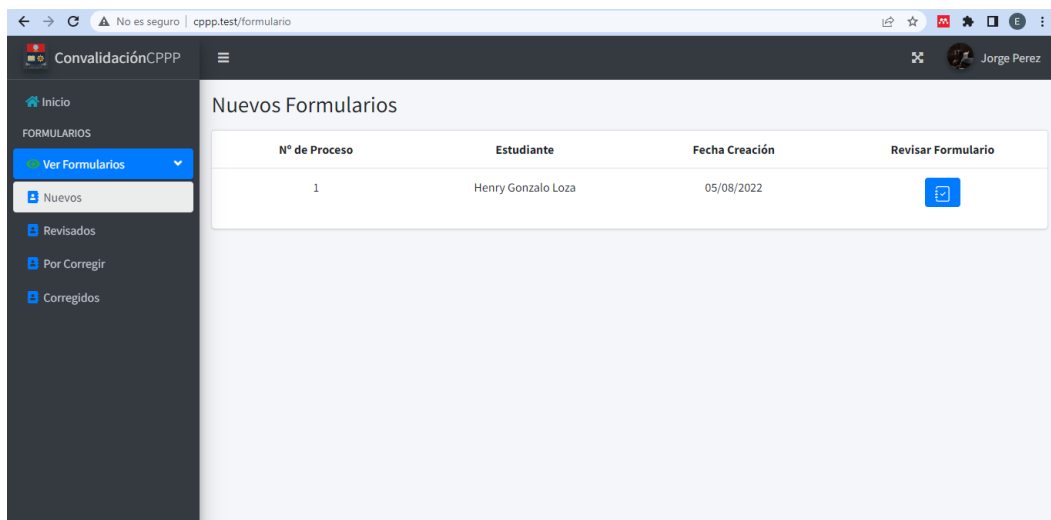 No es seguro | cppp.test/formulario
E
ConvalidaciónCPPP
Jorge Perez
Inicio
FORMULARIOS
Ver Formularios
Nuevos
Revisados
Por Corregir
Corregidos
Nuevos Formularios
Nº de Proceso Estudiante Fecha Creación Revisar Formulario
1 Henry Gonzalo Loza 05/08/2022